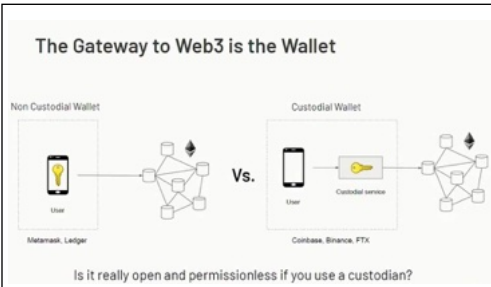 The Gateway to Web3 is the Wallet
Non Custodial Wallet
User
Metamask, Ledger
Vs.
Custodial Wallet
User
Custodial service
Coinbase, Binance, FTX
Is it really open and permissionless if you use a custodian?